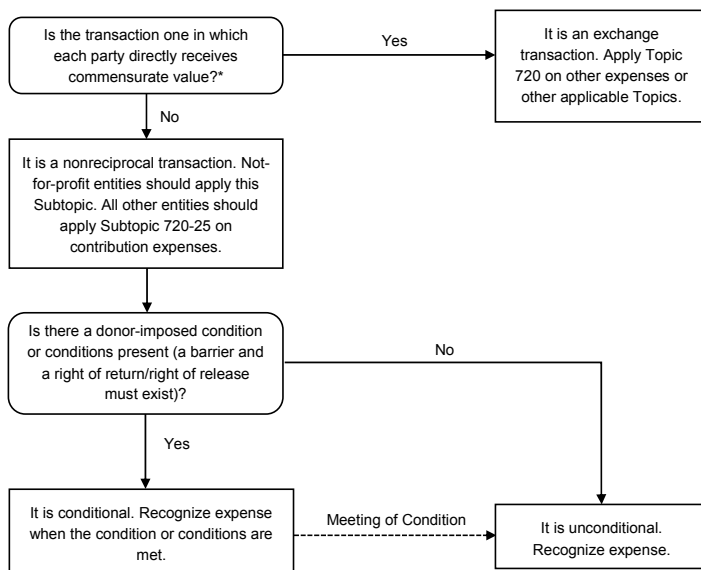 Is the transaction one in which
each party directly receives
commensurate value?*
Yes
It is an exchange
transaction. Apply Topic
720 on other expenses or
other applicable Topics.
No
It is a nonreciprocal transaction. Not-
for-profit entities should apply this
Subtopic. All other entities should
apply Subtopic 720-25 on
contribution expenses.
Is there a donor-imposed condition
or conditions present (a barrier and
a right of return/right of release
must exist)?
No
Yes
It is conditional. Recognize expense
when the condition or conditions are
met.
Meeting of Condition
It is unconditional.
Recognize expense.